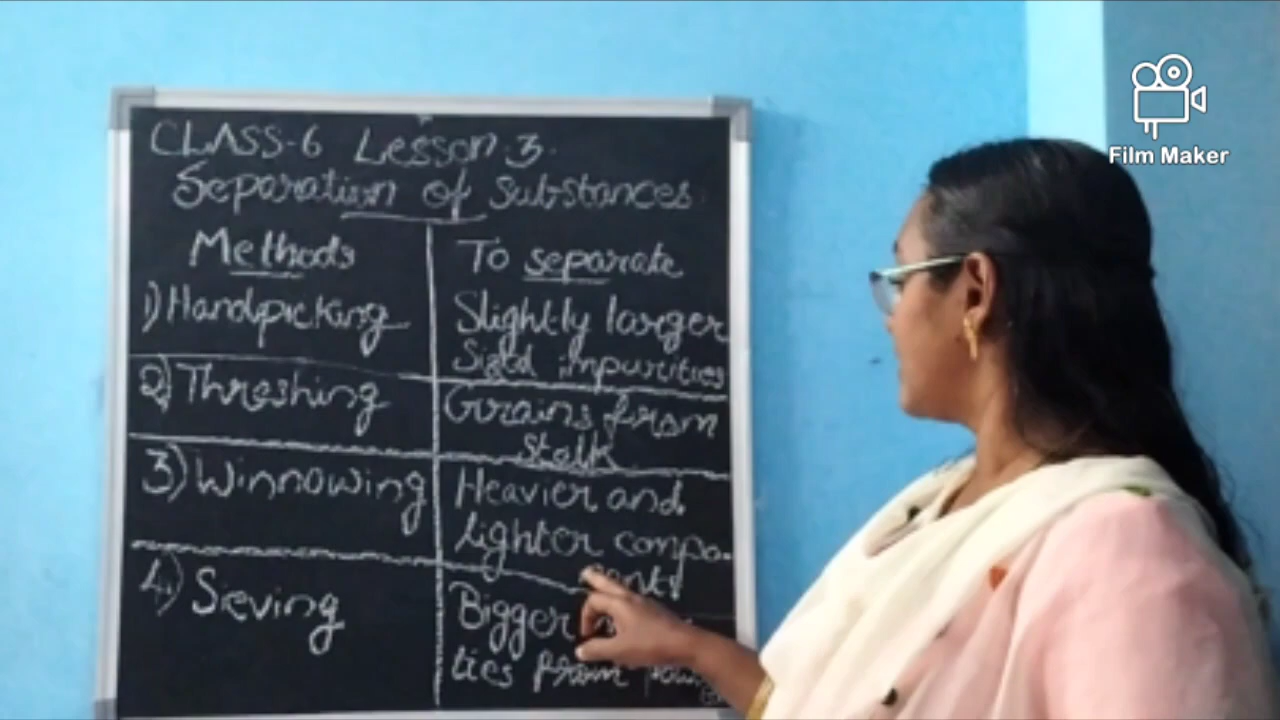 CLASS-6 Lesson.3.
Separation of Substances.
Methods
To separate
1) Handpicking
Slightly larger
Sized impurities
2) Threshing
Grains from
Stalk
3) Winnowing
Heavier and
lighter compo-
nents
4) Sieving
Bigger
ties from
Film Maker